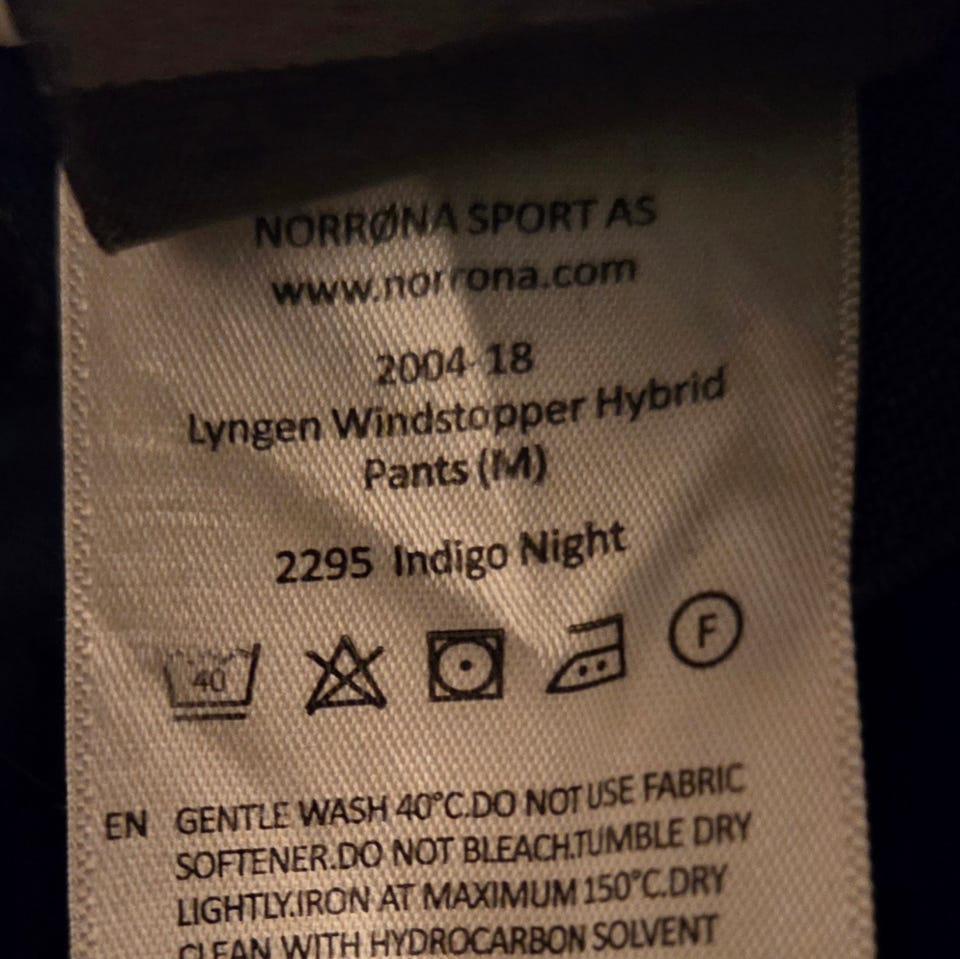 NORRØNA SPORT AS
www.norrona.com
2004-18
Lyngen Windstopper Hybrid
Pants (M)
2295 Indigo Night
40 F
EN GENTLE WASH 40°C.DO NOT USE FABRIC
SOFTENER.DO NOT BLEACH.TUMBLE DRY
LIGHTLY.IRON AT MAXIMUM 150°C.DRY
CLEAN WITH HYDROCARBON SOLVENT